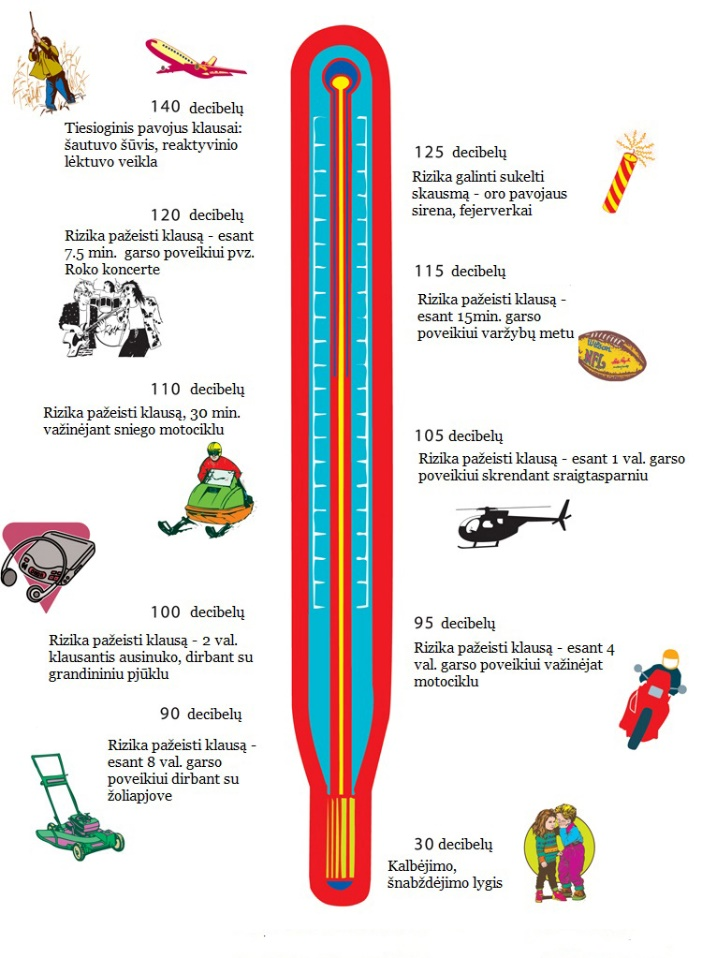 140 decibelų
Tiesioginis pavojus klausai:
šautuvo šūvis, reaktyvinio
lėktuvo veikla
125 decibelų
Rizika galinti sukelti
skausmą - oro pavojaus
sirena, fejerverkai
120 decibelų
Rizika pažeisti klausą - esant
7.5 min. garso poveikiui pvz.
Roko koncerte
115 decibelų
Rizika pažeisti klausą -
esant 15min. garso
poveikiui varžybų metu
Wilson
NFL
110 decibelų
Rizika pažeisti klausą, 30 min.
važinėjant sniego motociklu
105 decibelų
Rizika pažeisti klausą - esant 1 val. garso
poveikiui skrendant sraigtasparniu
100 decibelų
Rizika pažeisti klausą - 2 val.
klausantis ausinuko, dirbant su
grandininiu pjūklu
95 decibelų
Rizika pažeisti klausą - esant 4
val. garso poveikiui važinėjat
motociklu
90 decibelų
Rizika pažeisti klausą -
esant 8 val. garso
poveikiui dirbant su
žoliapjove
30 decibelų
Kalbėjimo,
šnabždėjimo lygis